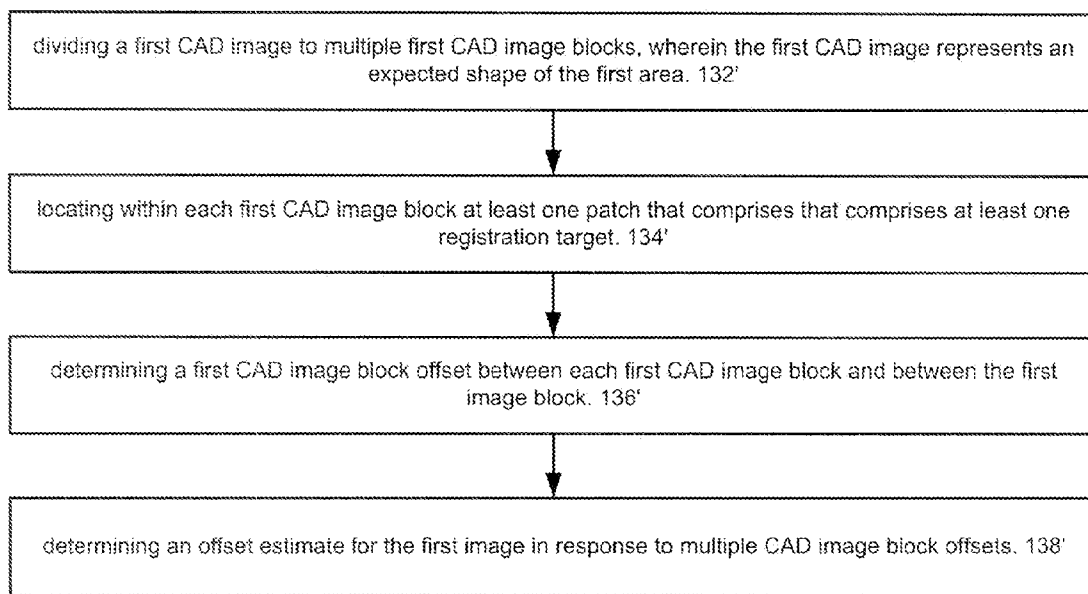 dividing a first CAD image to multiple first CAD image blocks, wherein the first CAD image represents an
expected shape of the first area. 132'
locating within each first CAD image block at least one patch that comprises that comprises at least one
registration target. 134'
determining a first CAD image block offset between each first CAD image block and between the first
image block. 136'
determining an offset estimate for the first image in response to multiple CAD image block offsets. 138'